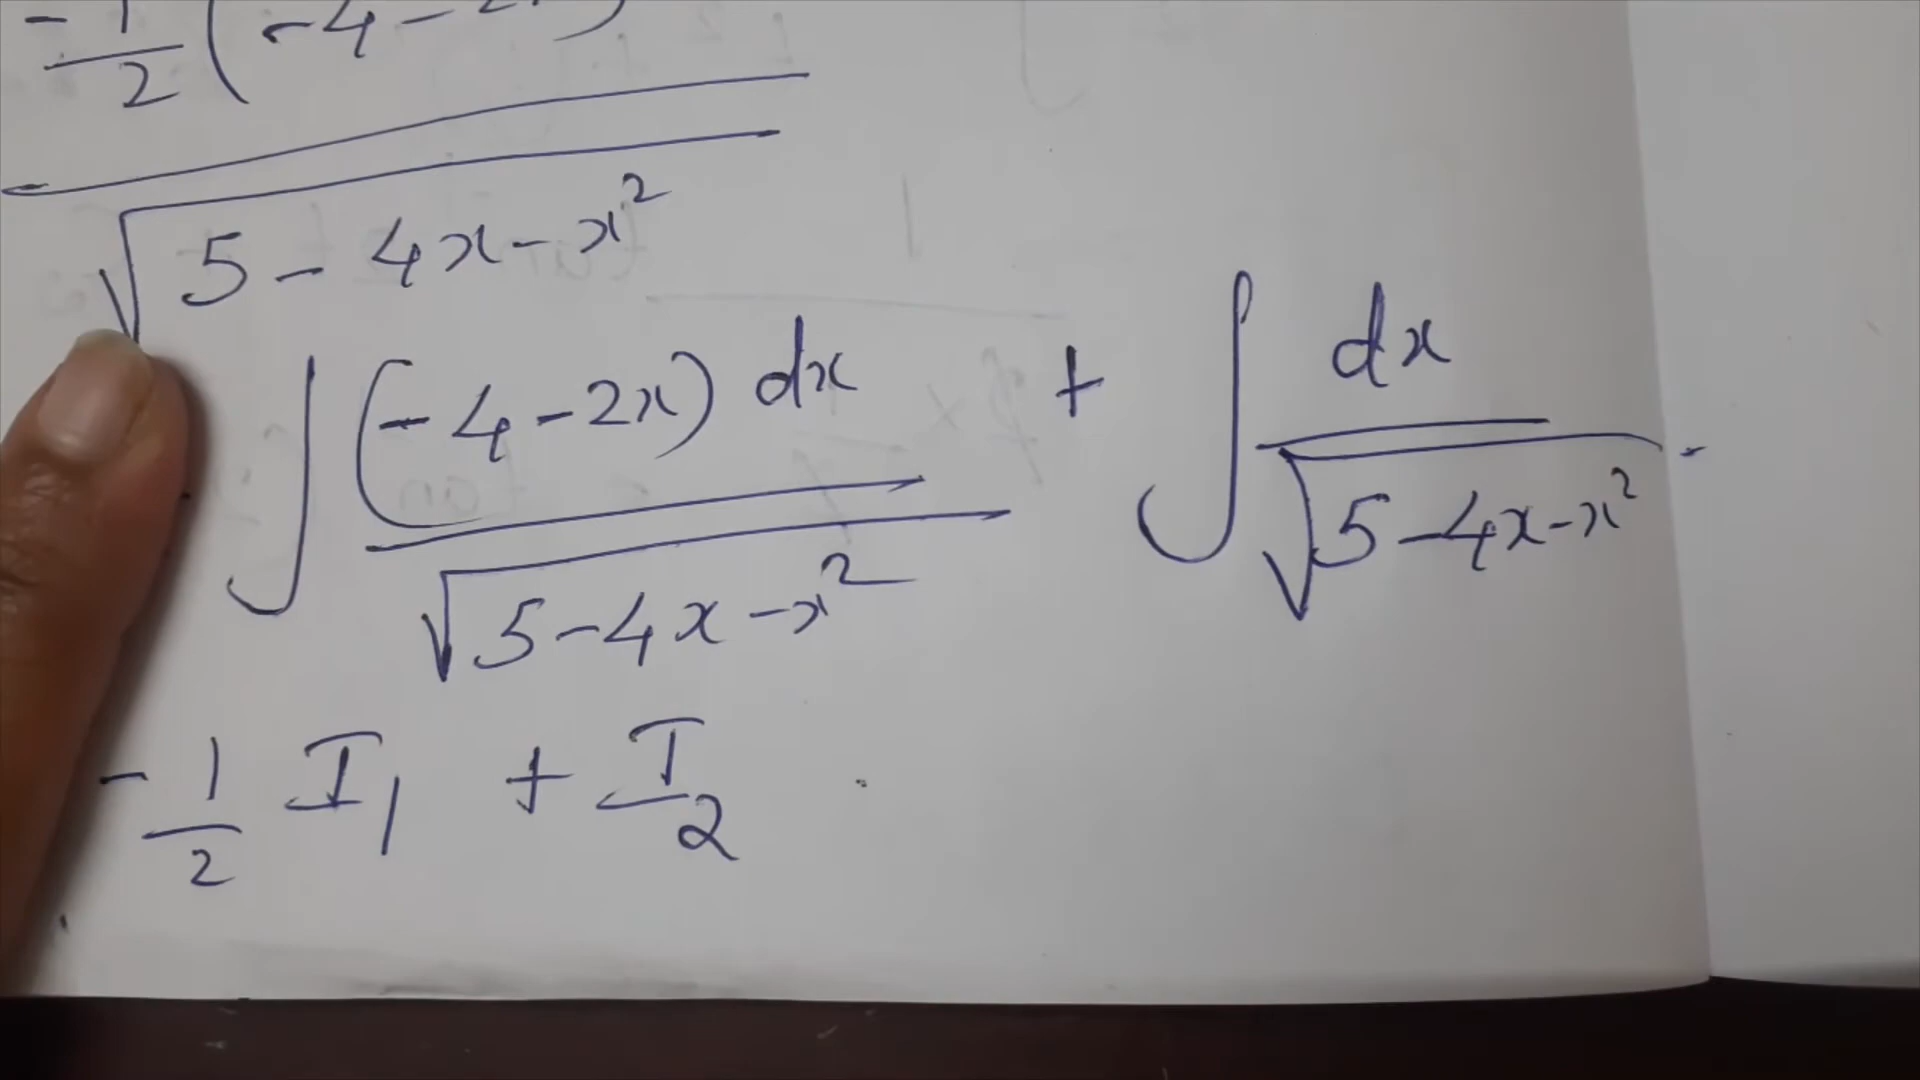 -1/2 (-4-2
√(5-4x-x²)
∫ (-4-2x) dx / √(5-4x-x²) + ∫ dx / √(5-4x-x²) .
-1/2 I₁ + I₂ .